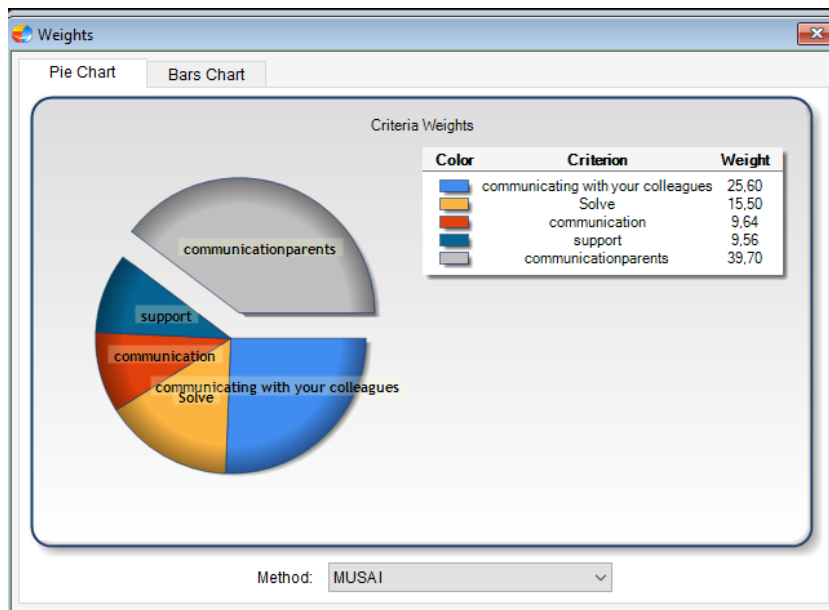 Weights
Pie Chart
Bars Chart
Criteria Weights
Color Criterion Weight
communicating with your colleagues 25,60
Solve 15,50
communication 9,64
support 9,56
communicationparents 39,70
communicationparents
support
communication
communicating with your colleagues
Solve
Method: MUSAI